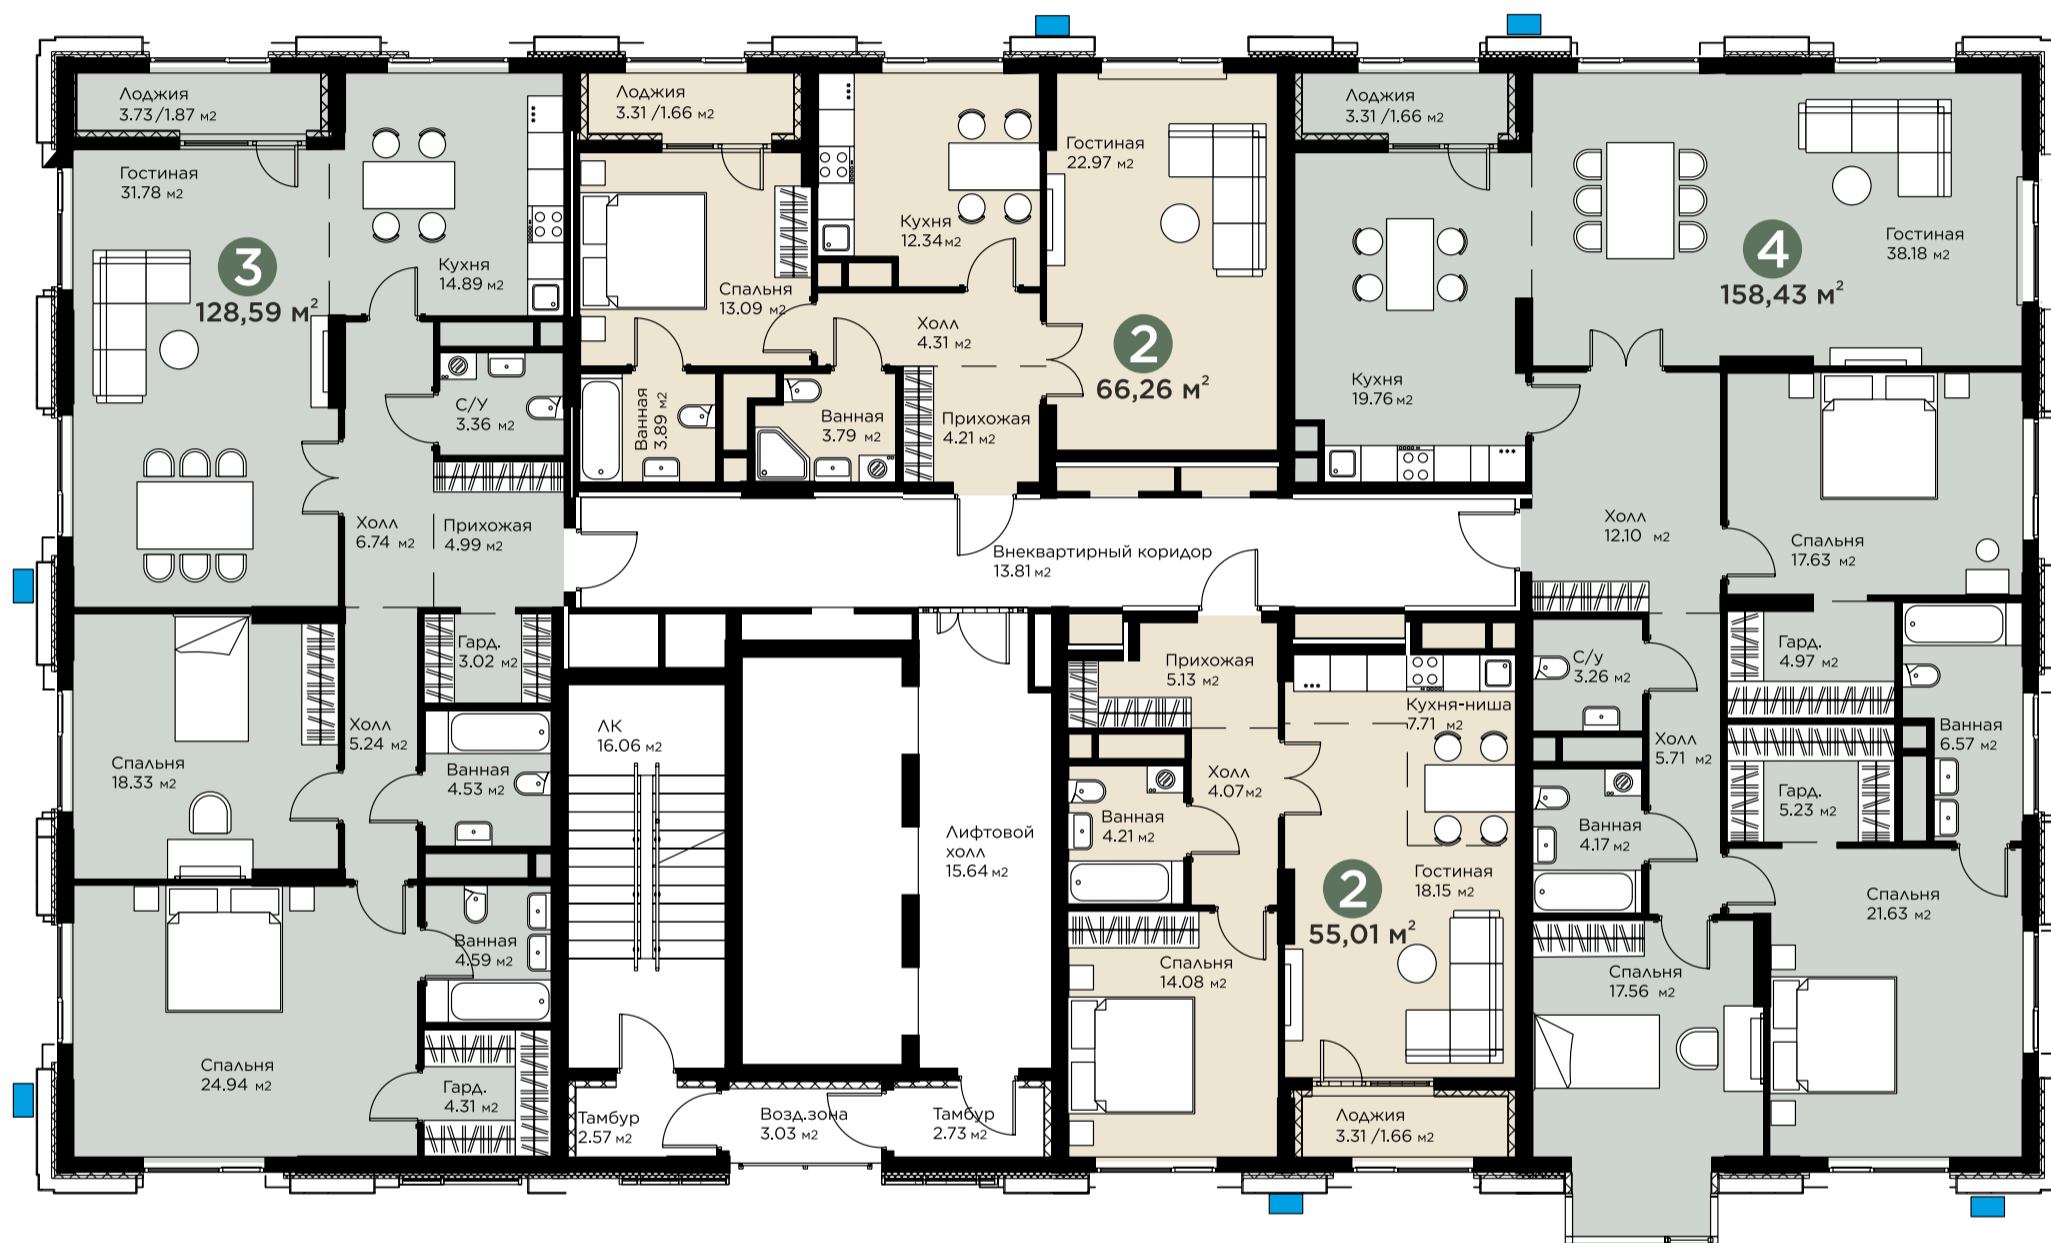 Лоджия
3.73 /1.87 м2
Гостиная
31.78 м2
3
128,59 м²
Кухня
14.89 м2
С/У
3.36 м2
Холл
6.74 м2
Прихожая
4.99 м2
Гард.
3.02 м2
Холл
5.24 м2
Спальня
18.33 м2
Ванная
4.53 м2
Ванная
4.59 м2
Спальня
24.94 м2
Гард.
4.31 м2
Лоджия
3.31 /1.66 м2
Кухня
12.34 м2
Гостиная
22.97 м2
Спальня
13.09 м2
Холл
4.31 м2
2
66,26 м²
Ванная
3.89 м2
Ванная
3.79 м2
Прихожая
4.21 м2
Лоджия
3.31 /1.66 м2
Гостиная
38.18 м2
4
158,43 м²
Кухня
19.76 м2
Холл
12.10 м2
Спальня
17.63 м2
С/У
3.26 м2
Гард.
4.97 м2
Холл
5.71 м2
Ванная
6.57 м2
Гард.
5.23 м2
Ванная
4.17 м2
Спальня
21.63 м2
Спальня
17.56 м2
Внеквартирный коридор
13.81 м2
ЛК
16.06 м2
Лифтовой
холл
15.64 м2
Тамбур
2.57 м2
Возд.зона
3.03 м2
Тамбур
2.73 м2
Прихожая
5.13 м2
Кухня-ниша
7.71 м2
Холл
4.07 м2
Ванная
4.21 м2
Гостиная
18.15 м2
2
55,01 м²
Спальня
14.08 м2
Лоджия
3.31 /1.66 м2